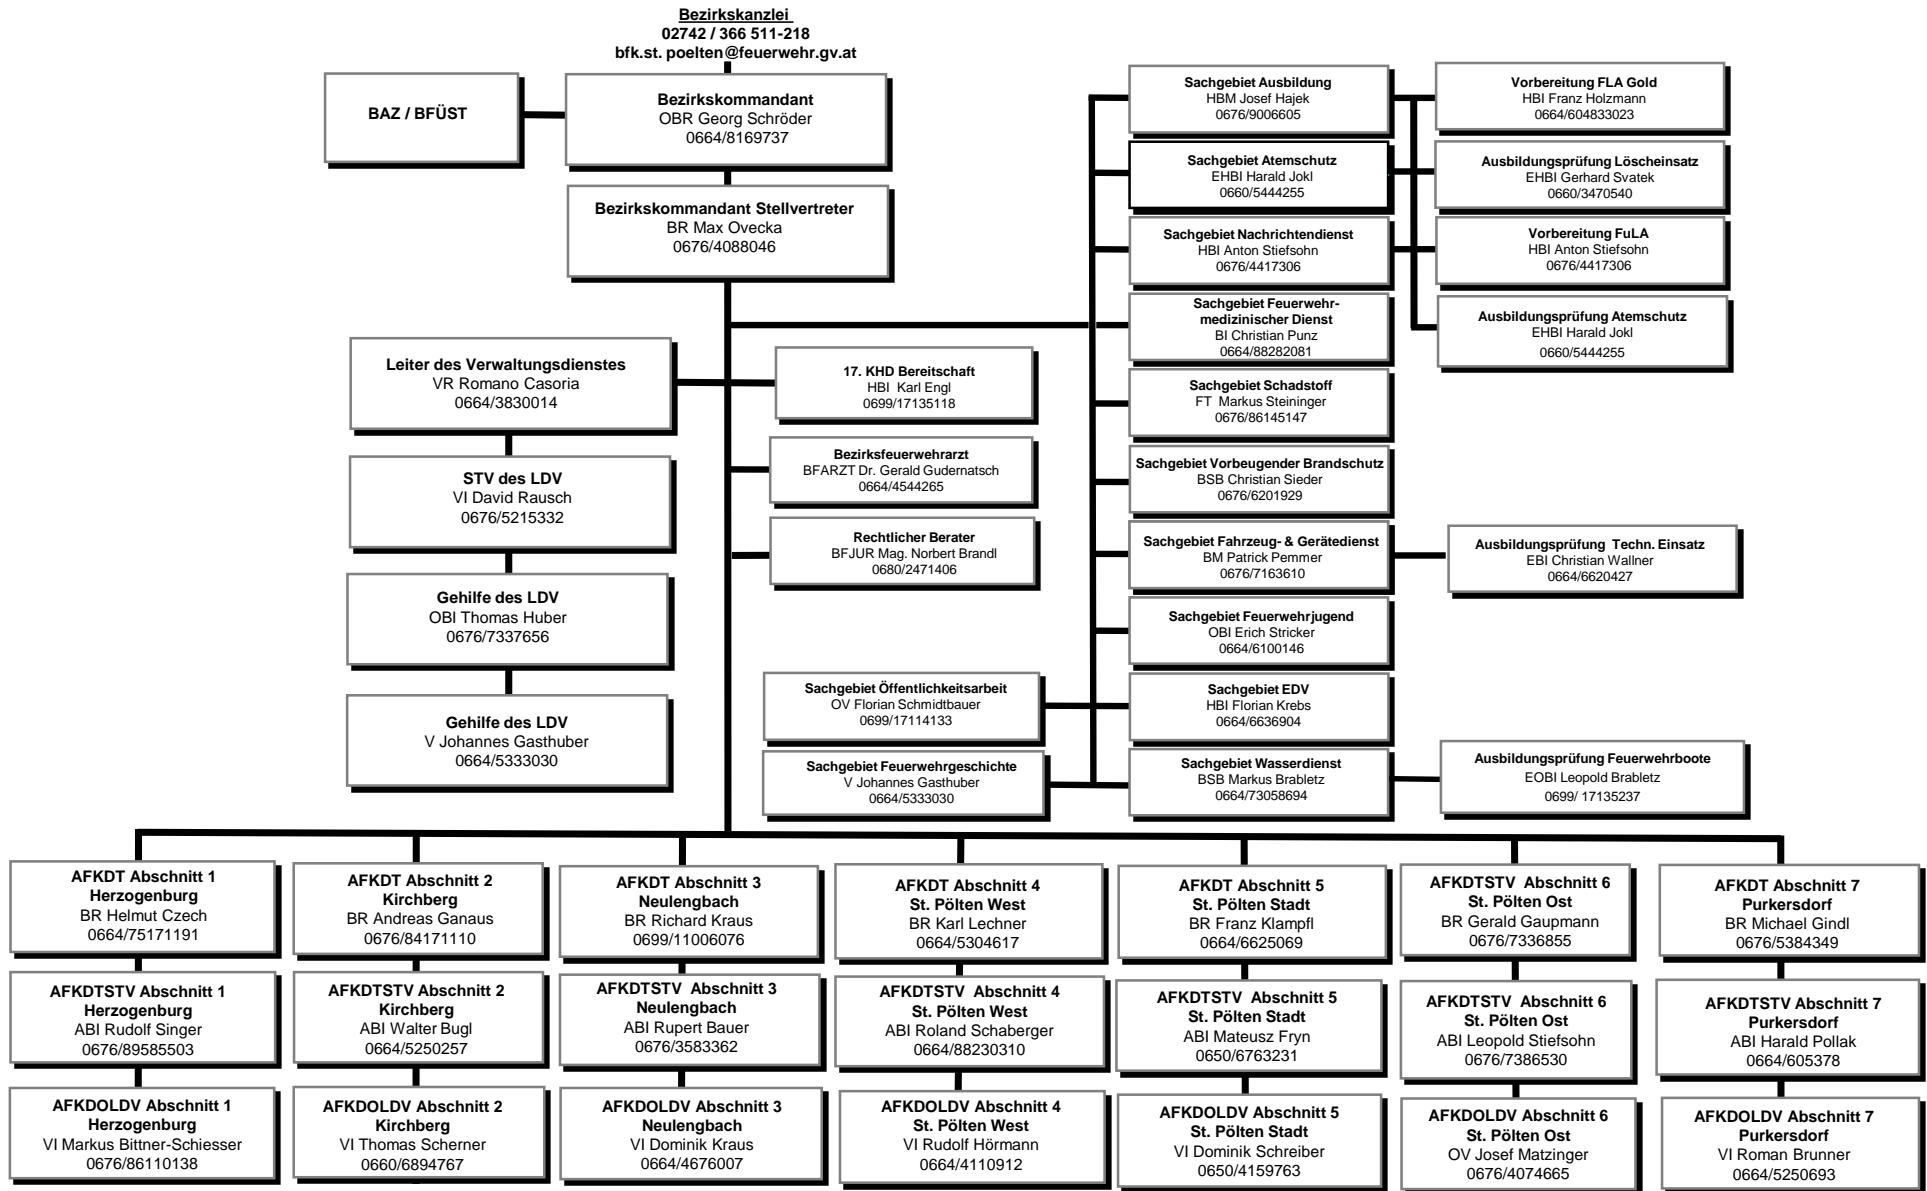 Bezirkskanzlei
02742 / 366 511-218
bfk.st. poelten@feuerwehr.gv.at
BAZ / BFÜST
Bezirkskommandant
OBR Georg Schröder
0664/8169737
Bezirkskommandant Stellvertreter
BR Max Ovecka
0676/4088046
Leiter des Verwaltungsdienstes
VR Romano Casoria
0664/3830014
STV des LDV
VI David Rausch
0676/5215332
Gehilfe des LDV
OBI Thomas Huber
0676/7337656
Gehilfe des LDV
V Johannes Gasthuber
0664/5333030
17. KHD Bereitschaft
HBI Karl Engl
0699/17135118
Bezirksfeuerwehrarzt
BFARZT Dr. Gerald Gudernatsch
0664/4544265
Rechtlicher Berater
BFJUR Mag. Norbert Brandl
0680/2471406
Sachgebiet Öffentlichkeitsarbeit
OV Florian Schmidtbauer
0699/17114133
Sachgebiet Feuerwehrgeschichte
V Johannes Gasthuber
0664/5333030
Sachgebiet Ausbildung
HBM Josef Hajek
0676/9006605
Sachgebiet Atemschutz
EHBI Harald Jokl
0660/5444255
Sachgebiet Nachrichtendienst
HBI Anton Stiefsohn
0676/4417306
Sachgebiet Feuerwehr-
medizinischer Dienst
BI Christian Punz
0664/88282081
Sachgebiet Schadstoff
FT Markus Steininger
0676/86145147
Sachgebiet Vorbeugender Brandschutz
BSB Christian Sieder
0676/6201929
Sachgebiet Fahrzeug- & Gerätedienst
BM Patrick Pemmer
0676/7163610
Sachgebiet Feuerwehrjugend
OBI Erich Stricker
0664/6100146
Sachgebiet EDV
HBI Florian Krebs
0664/6636904
Sachgebiet Wasserdienst
BSB Markus Brabletz
0664/73058694
Vorbereitung FLA Gold
HBI Franz Holzmann
0664/604833023
Ausbildungsprüfung Löscheinsatz
EHBI Gerhard Svatek
0660/3470540
Vorbereitung FuLA
HBI Anton Stiefsohn
0676/4417306
Ausbildungsprüfung Atemschutz
EHBI Harald Jokl
0660/5444255
Ausbildungsprüfung Techn. Einsatz
EBI Christian Wallner
0664/6620427
Ausbildungsprüfung Feuerwehrboote
EOBI Leopold Brabletz
0699/ 17135237
AFKDT Abschnitt 1
Herzogenburg
BR Helmut Czech
0664/75171191
AFKDT Abschnitt 2
Kirchberg
BR Andreas Ganaus
0676/84171110
AFKDT Abschnitt 3
Neulengbach
BR Richard Kraus
0699/11006076
AFKDT Abschnitt 4
St. Pölten West
BR Karl Lechner
0664/5304617
AFKDT Abschnitt 5
St. Pölten Stadt
BR Franz Klampfl
0664/6625069
AFKDTSTV Abschnitt 6
St. Pölten Ost
BR Gerald Gaupmann
0676/7336855
AFKDT Abschnitt 7
Purkersdorf
BR Michael Gindl
0676/5384349
AFKDTSTV Abschnitt 1
Herzogenburg
ABI Rudolf Singer
0676/89585503
AFKDTSTV Abschnitt 2
Kirchberg
ABI Walter Bugl
0664/5250257
AFKDTSTV Abschnitt 3
Neulengbach
ABI Rupert Bauer
0676/3583362
AFKDTSTV Abschnitt 4
St. Pölten West
ABI Roland Schaberger
0664/88230310
AFKDTSTV Abschnitt 5
St. Pölten Stadt
ABI Mateusz Fryn
0650/6763231
AFKDTSTV Abschnitt 6
St. Pölten Ost
ABI Leopold Stiefsohn
0676/7386530
AFKDTSTV Abschnitt 7
Purkersdorf
ABI Harald Pollak
0664/605378
AFKDOLDV Abschnitt 1
Herzogenburg
VI Markus Bittner-Schiesser
0676/86110138
AFKDOLDV Abschnitt 2
Kirchberg
VI Thomas Scherner
0660/6894767
AFKDOLDV Abschnitt 3
Neulengbach
VI Dominik Kraus
0664/4676007
AFKDOLDV Abschnitt 4
St. Pölten West
VI Rudolf Hörmann
0664/4110912
AFKDOLDV Abschnitt 5
St. Pölten Stadt
VI Dominik Schreiber
0650/4159763
AFKDOLDV Abschnitt 6
St. Pölten Ost
OV Josef Matzinger
0676/4074665
AFKDOLDV Abschnitt 7
Purkersdorf
VI Roman Brunner
0664/5250693